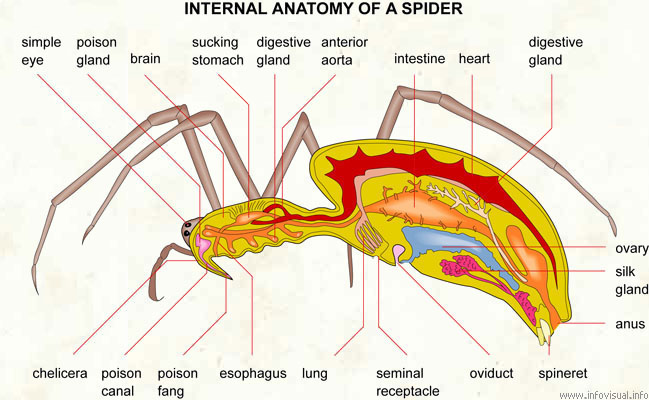 INTERNAL ANATOMY OF A SPIDER
simple
eye
poison
gland
brain
sucking
stomach
digestive
gland
anterior
aorta
intestine
heart
digestive
gland
ovary
silk
gland
anus
chelicera
poison
canal
poison
fang
esophagus
lung
seminal
receptacle
oviduct
spineret
© www.infovisual.info